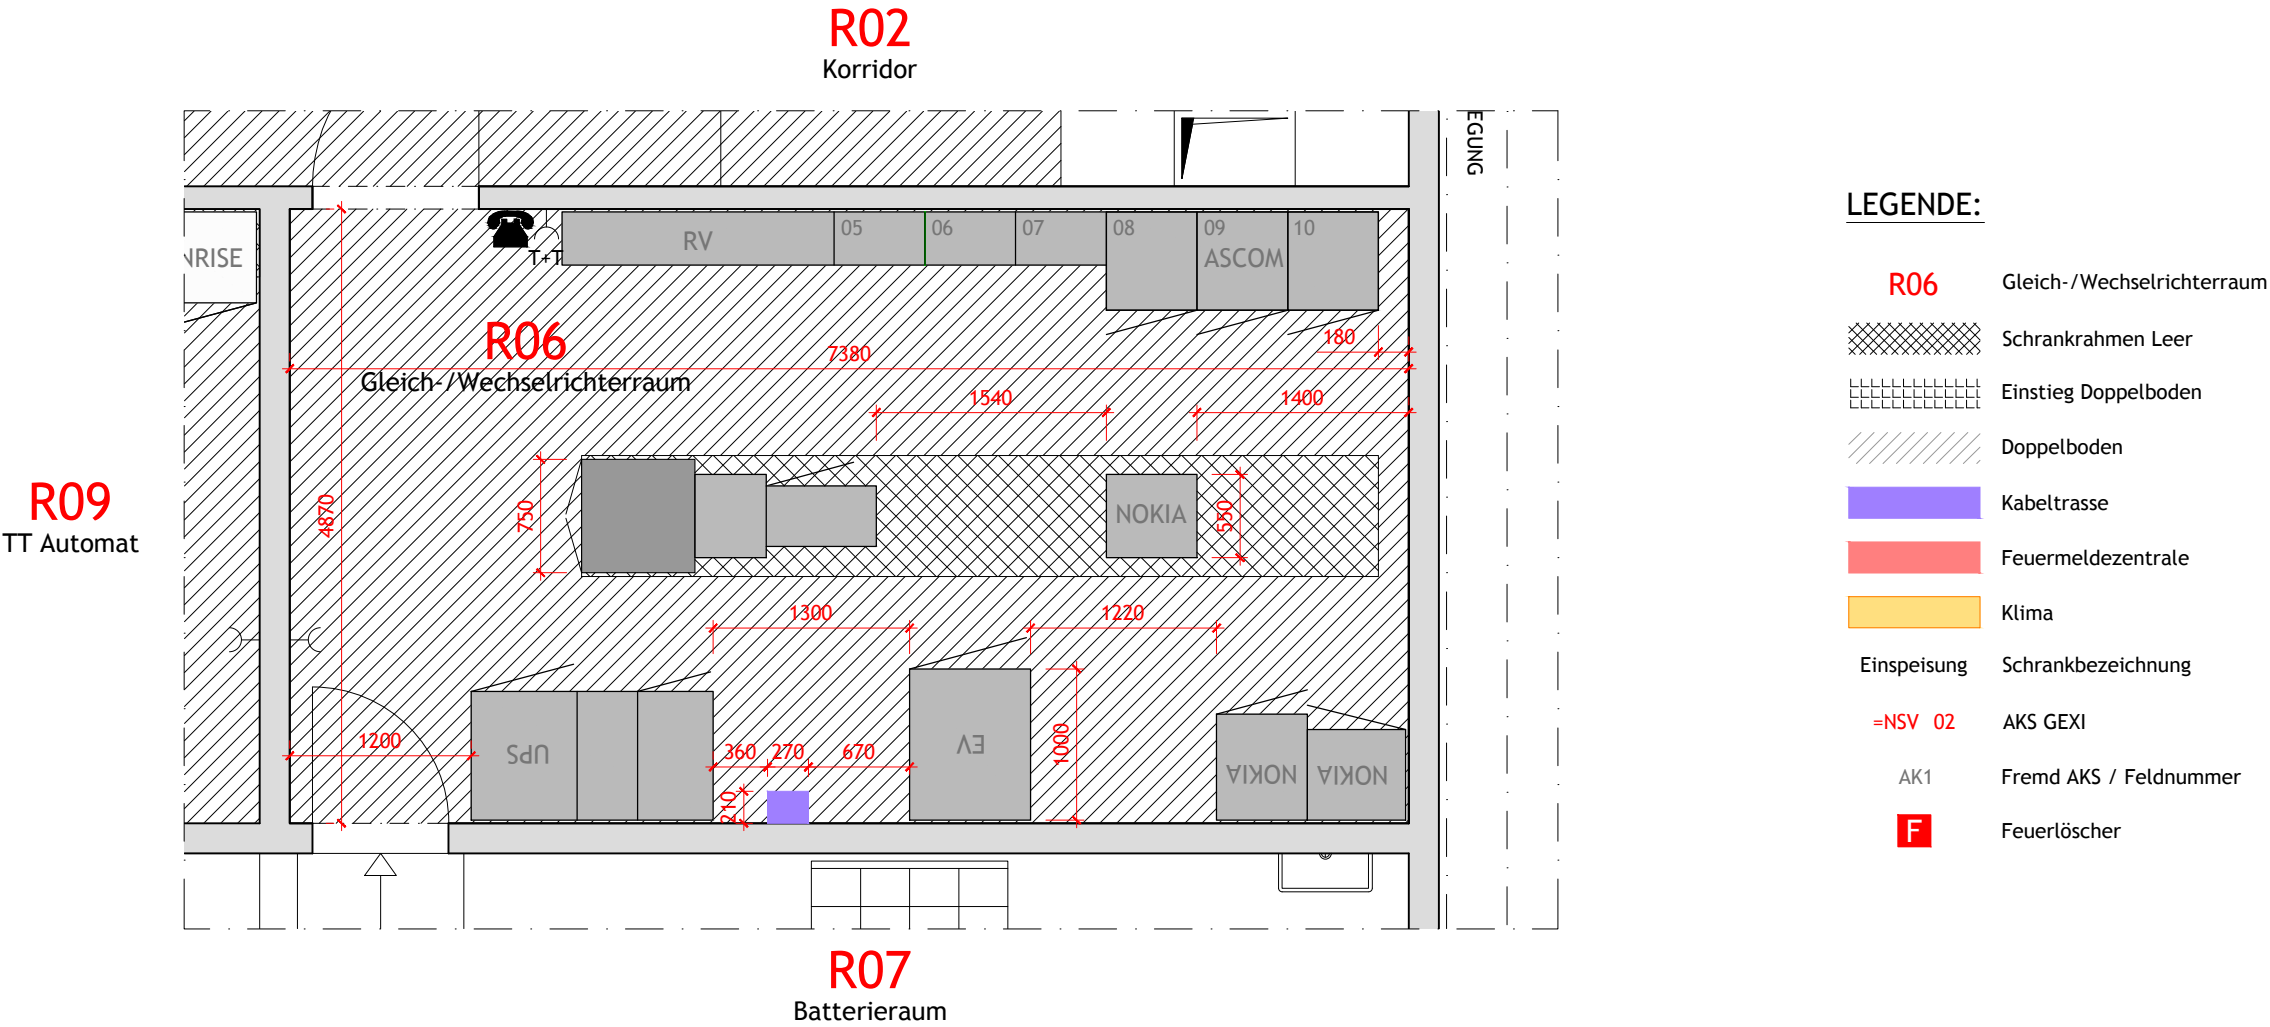 R02
Korridor
EGUNG
NRISE
T+T
RV
05
06
07
08
09
10
ASCOM
R06
Gleich-/Wechselrichterraum
180
7380
1540
1400
R09
TT Automat
4870
750
NOKIA
550
1300
1220
1200
UPS
360
270
670
210
EV
1000
NOKIA
NOKIA
R07
Batterieraum
LEGENDE:
R06 Gleich-/Wechselrichterraum
Schrankrahmen Leer
Einstieg Doppelboden
Doppelboden
Kabeltrasse
Feuermeldezentrale
Klima
Einspeisung Schrankbezeichnung
=NSV 02 AKS GEXI
AK1 Fremd AKS / Feldnummer
F Feuerlöscher